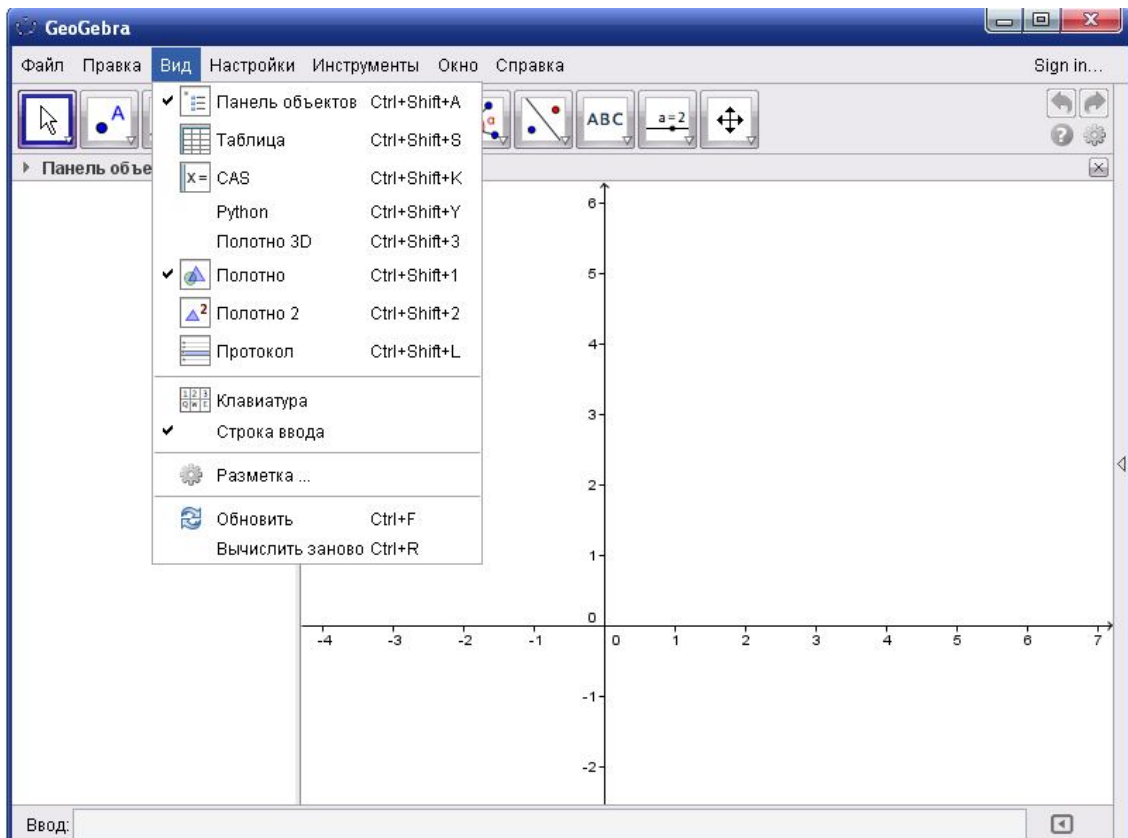 GeoGebra
Файл Правка Вид Настройки Инструменты Окно Справка Sign in...
A ABC a=2
Панель объе
Панель объектов Ctrl+Shift+A
Таблица Ctrl+Shift+S
x= CAS Ctrl+Shift+K
Python Ctrl+Shift+Y
Полотно 3D Ctrl+Shift+3
Полотно Ctrl+Shift+1
2 Полотно 2 Ctrl+Shift+2
Протокол Ctrl+Shift+L
Клавиатура
Строка ввода
Разметка ...
Обновить Ctrl+F
Вычислить заново Ctrl+R
6
5
4
3
2
1
0
-4 -3 -2 -1 0 1 2 3 4 5 6 7
-1
-2
Ввод: